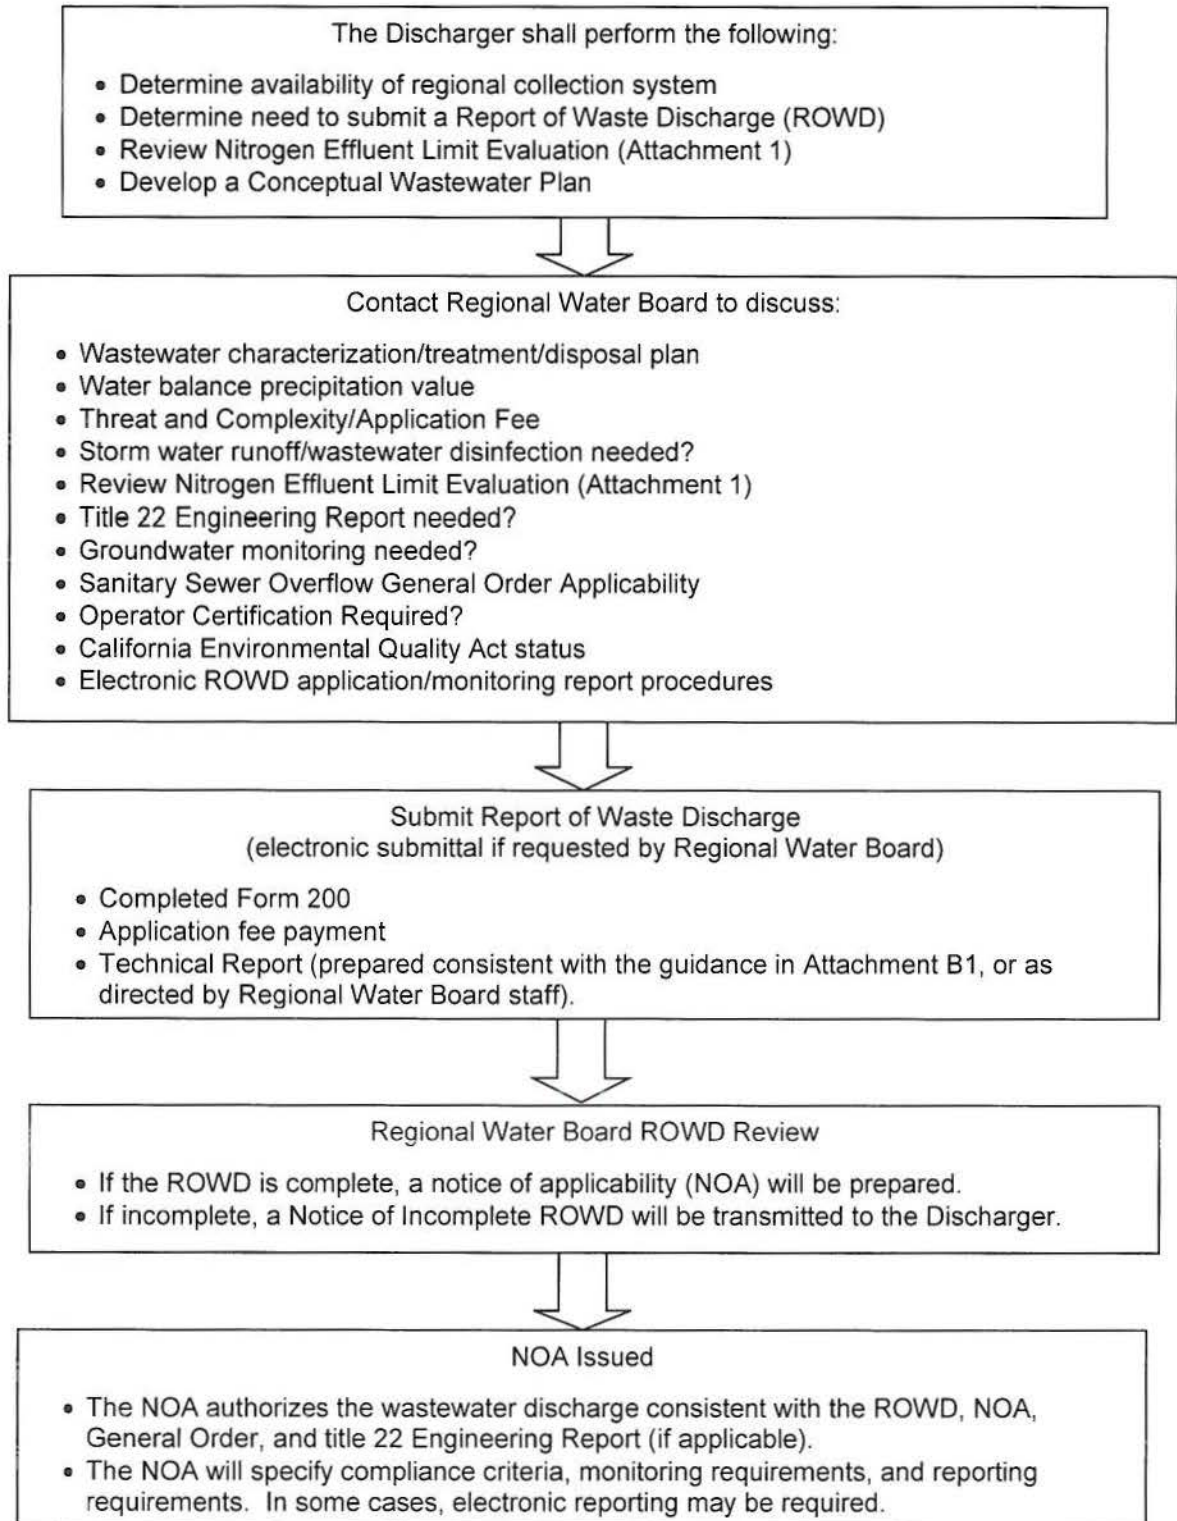 The Discharger shall perform the following:
• Determine availability of regional collection system
• Determine need to submit a Report of Waste Discharge (ROWD)
• Review Nitrogen Effluent Limit Evaluation (Attachment 1)
• Develop a Conceptual Wastewater Plan
Contact Regional Water Board to discuss:
• Wastewater characterization/treatment/disposal plan
• Water balance precipitation value
• Threat and Complexity/Application Fee
• Storm water runoff/wastewater disinfection needed?
• Review Nitrogen Effluent Limit Evaluation (Attachment 1)
• Title 22 Engineering Report needed?
• Groundwater monitoring needed?
• Sanitary Sewer Overflow General Order Applicability
• Operator Certification Required?
• California Environmental Quality Act status
• Electronic ROWD application/monitoring report procedures
Submit Report of Waste Discharge
(electronic submittal if requested by Regional Water Board)
• Completed Form 200
• Application fee payment
• Technical Report (prepared consistent with the guidance in Attachment B1, or as
directed by Regional Water Board staff).
Regional Water Board ROWD Review
• If the ROWD is complete, a notice of applicability (NOA) will be prepared.
• If incomplete, a Notice of Incomplete ROWD will be transmitted to the Discharger.
NOA Issued
• The NOA authorizes the wastewater discharge consistent with the ROWD, NOA,
General Order, and title 22 Engineering Report (if applicable).
• The NOA will specify compliance criteria, monitoring requirements, and reporting
requirements. In some cases, electronic reporting may be required.